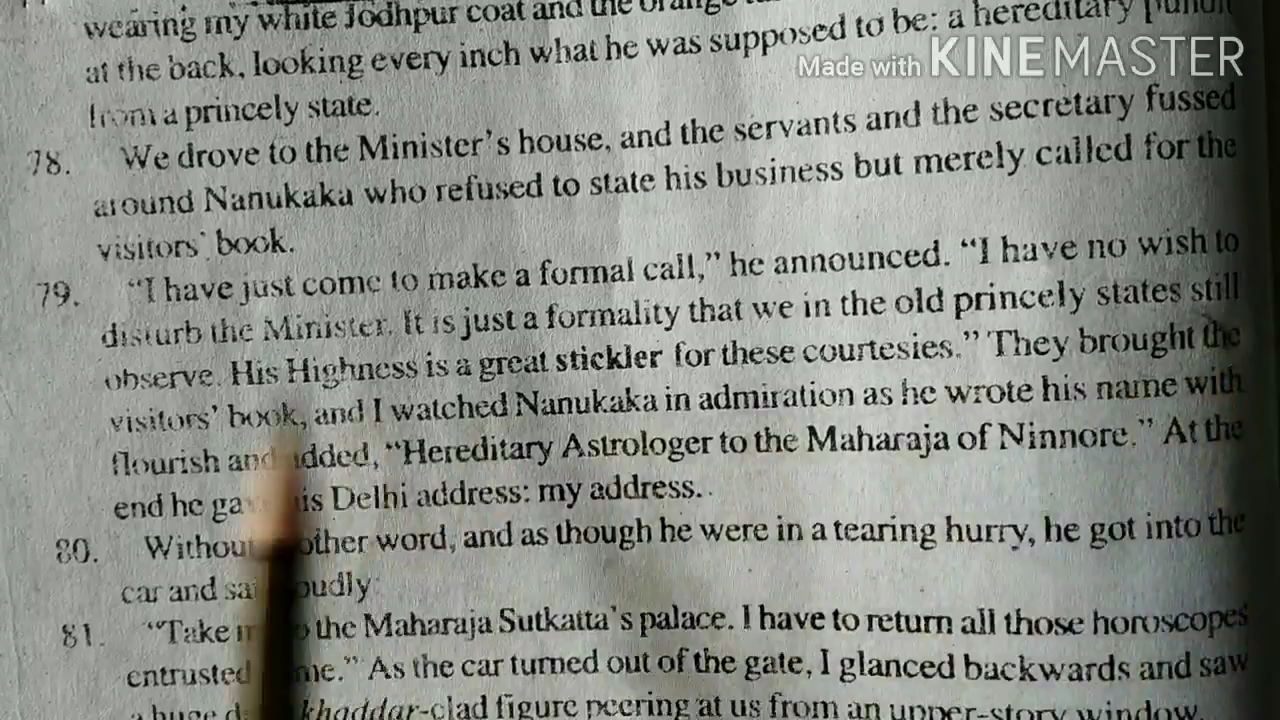 wearing my white Jodhpur coat and the
at the back, looking every inch what he was supposed to be: a hereditary pundit
Made with KINEMASTER
from a princely state.
78. We drove to the Minister's house, and the servants and the secretary fussed
around Nanukaka who refused to state his business but merely called for the
visitors' book.
79. "I have just come to make a formal call," he announced. "I have no wish to
disturb the Minister. It is just a formality that we in the old princely states still
observe. His Highness is a great stickler for these courtesies." They brought the
visitors' book, and I watched Nanukaka in admiration as he wrote his name with
flourish and added, "Hereditary Astrologer to the Maharaja of Ninnore." At the
end he Delhi address: my address.
80. other word, and as though he were in a tearing hurry, he got into the
car and
81. "Take the Maharaja Sutkatta's palace. I have to return all those horoscopes
entrusted me." As the car turned out of the gate, I glanced backwards and saw
khaddar-clad figure peering at us from an upper-story window.